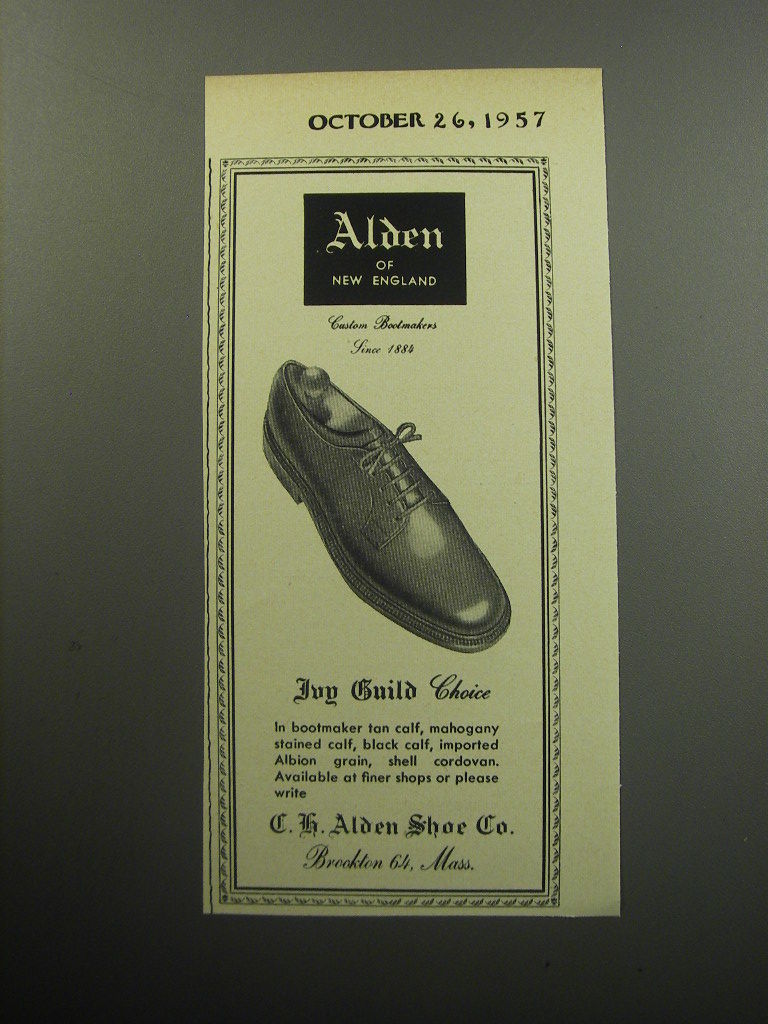 OCTOBER 26, 1957
Alden
OF
NEW ENGLAND
Custom Bootmakers
Since 1884
Ivy Guild Choice
In bootmaker tan calf, mahogany
stained calf, black calf, imported
Albion grain, shell cordovan.
Available at finer shops or please
write
C. H. Alden Shoe Co.
Brockton 64, Mass.